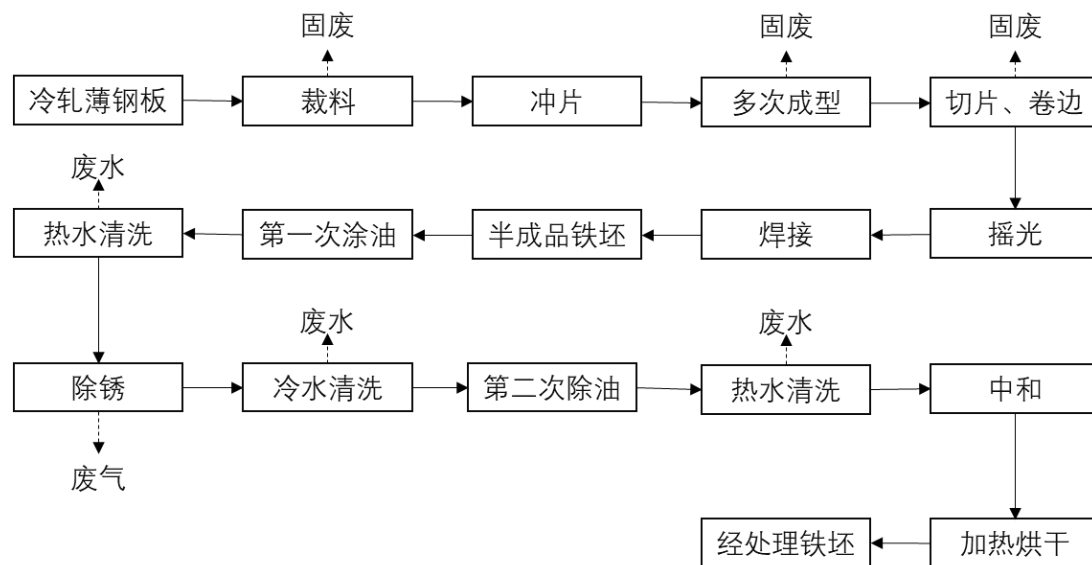 固废
固废
固废
冷轧薄钢板
裁料
冲片
多次成型
切片、卷边
废水
热水清洗
第一次涂油
半成品铁坯
焊接
摇光
废水
废水
除锈
冷水清洗
第二次除油
热水清洗
中和
废气
经处理铁坯
加热烘干